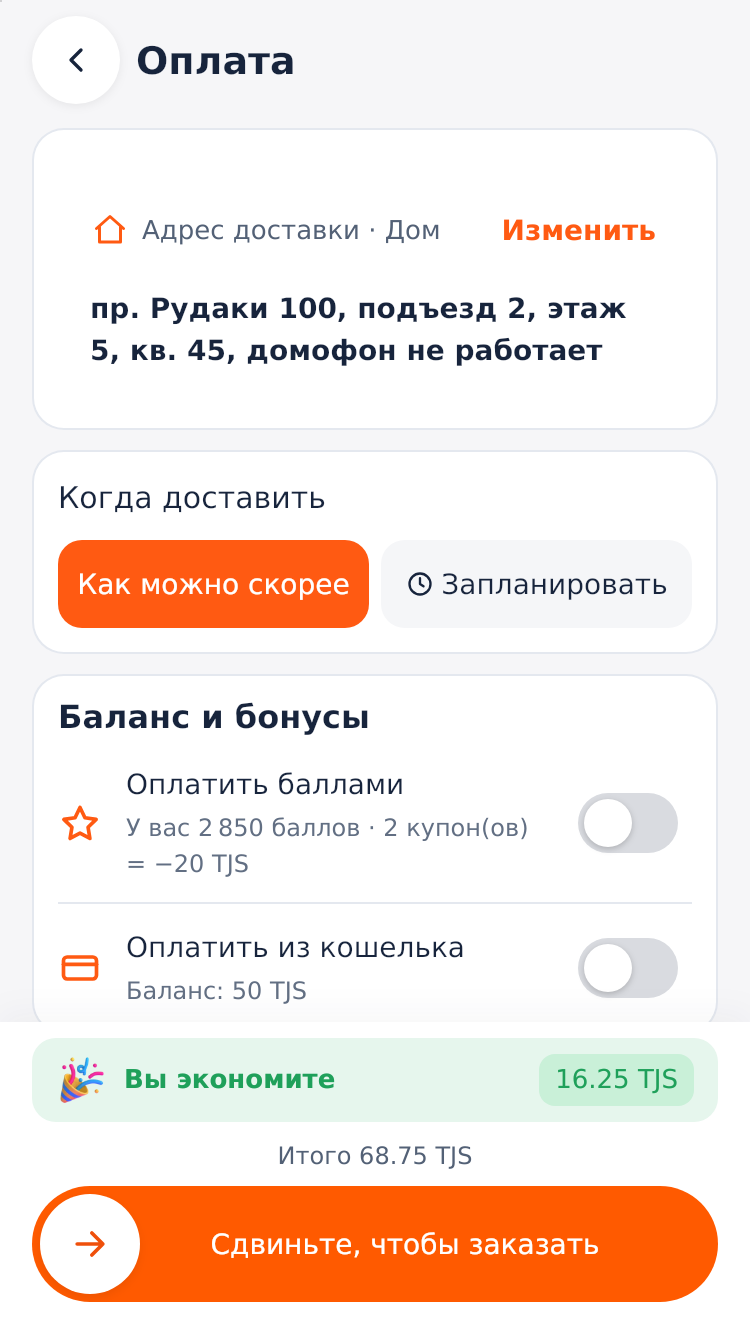 Оплата
Адрес доставки · Дом
Изменить
пр. Рудаки 100, подъезд 2, этаж
5, кв. 45, домофон не работает
Когда доставить
Как можно скорее
Запланировать
Баланс и бонусы
Оплатить баллами
У вас 2 850 баллов · 2 купон(ов)
= −20 TJS
Оплатить из кошелька
Баланс: 50 TJS
Вы экономите
16.25 TJS
Итого 68.75 TJS
Сдвиньте, чтобы заказать